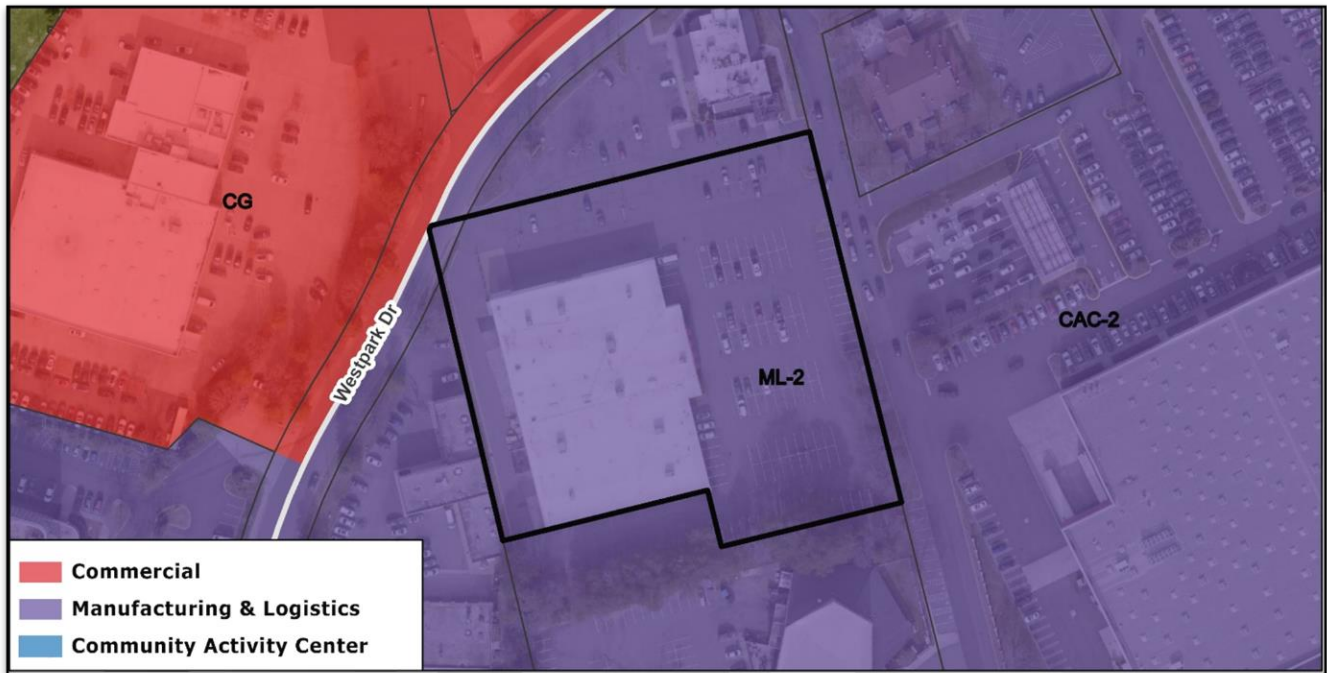 CG
Westpark Dr
CAC-2
ML-2
Commercial
Manufacturing & Logistics
Community Activity Center